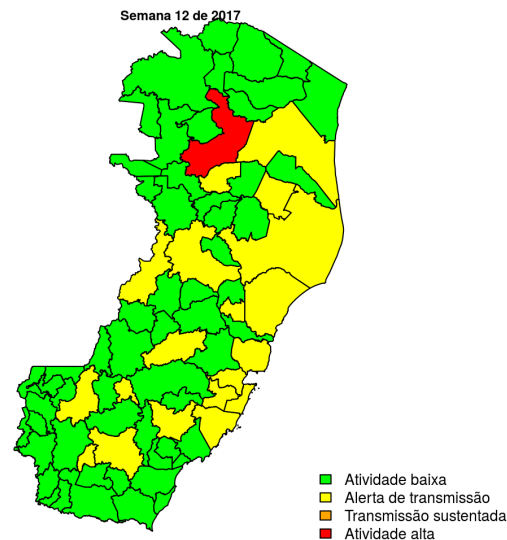 Semana 12 de 2017
Atividade baixa
Alerta de transmissão
Transmissão sustentada
Atividade alta